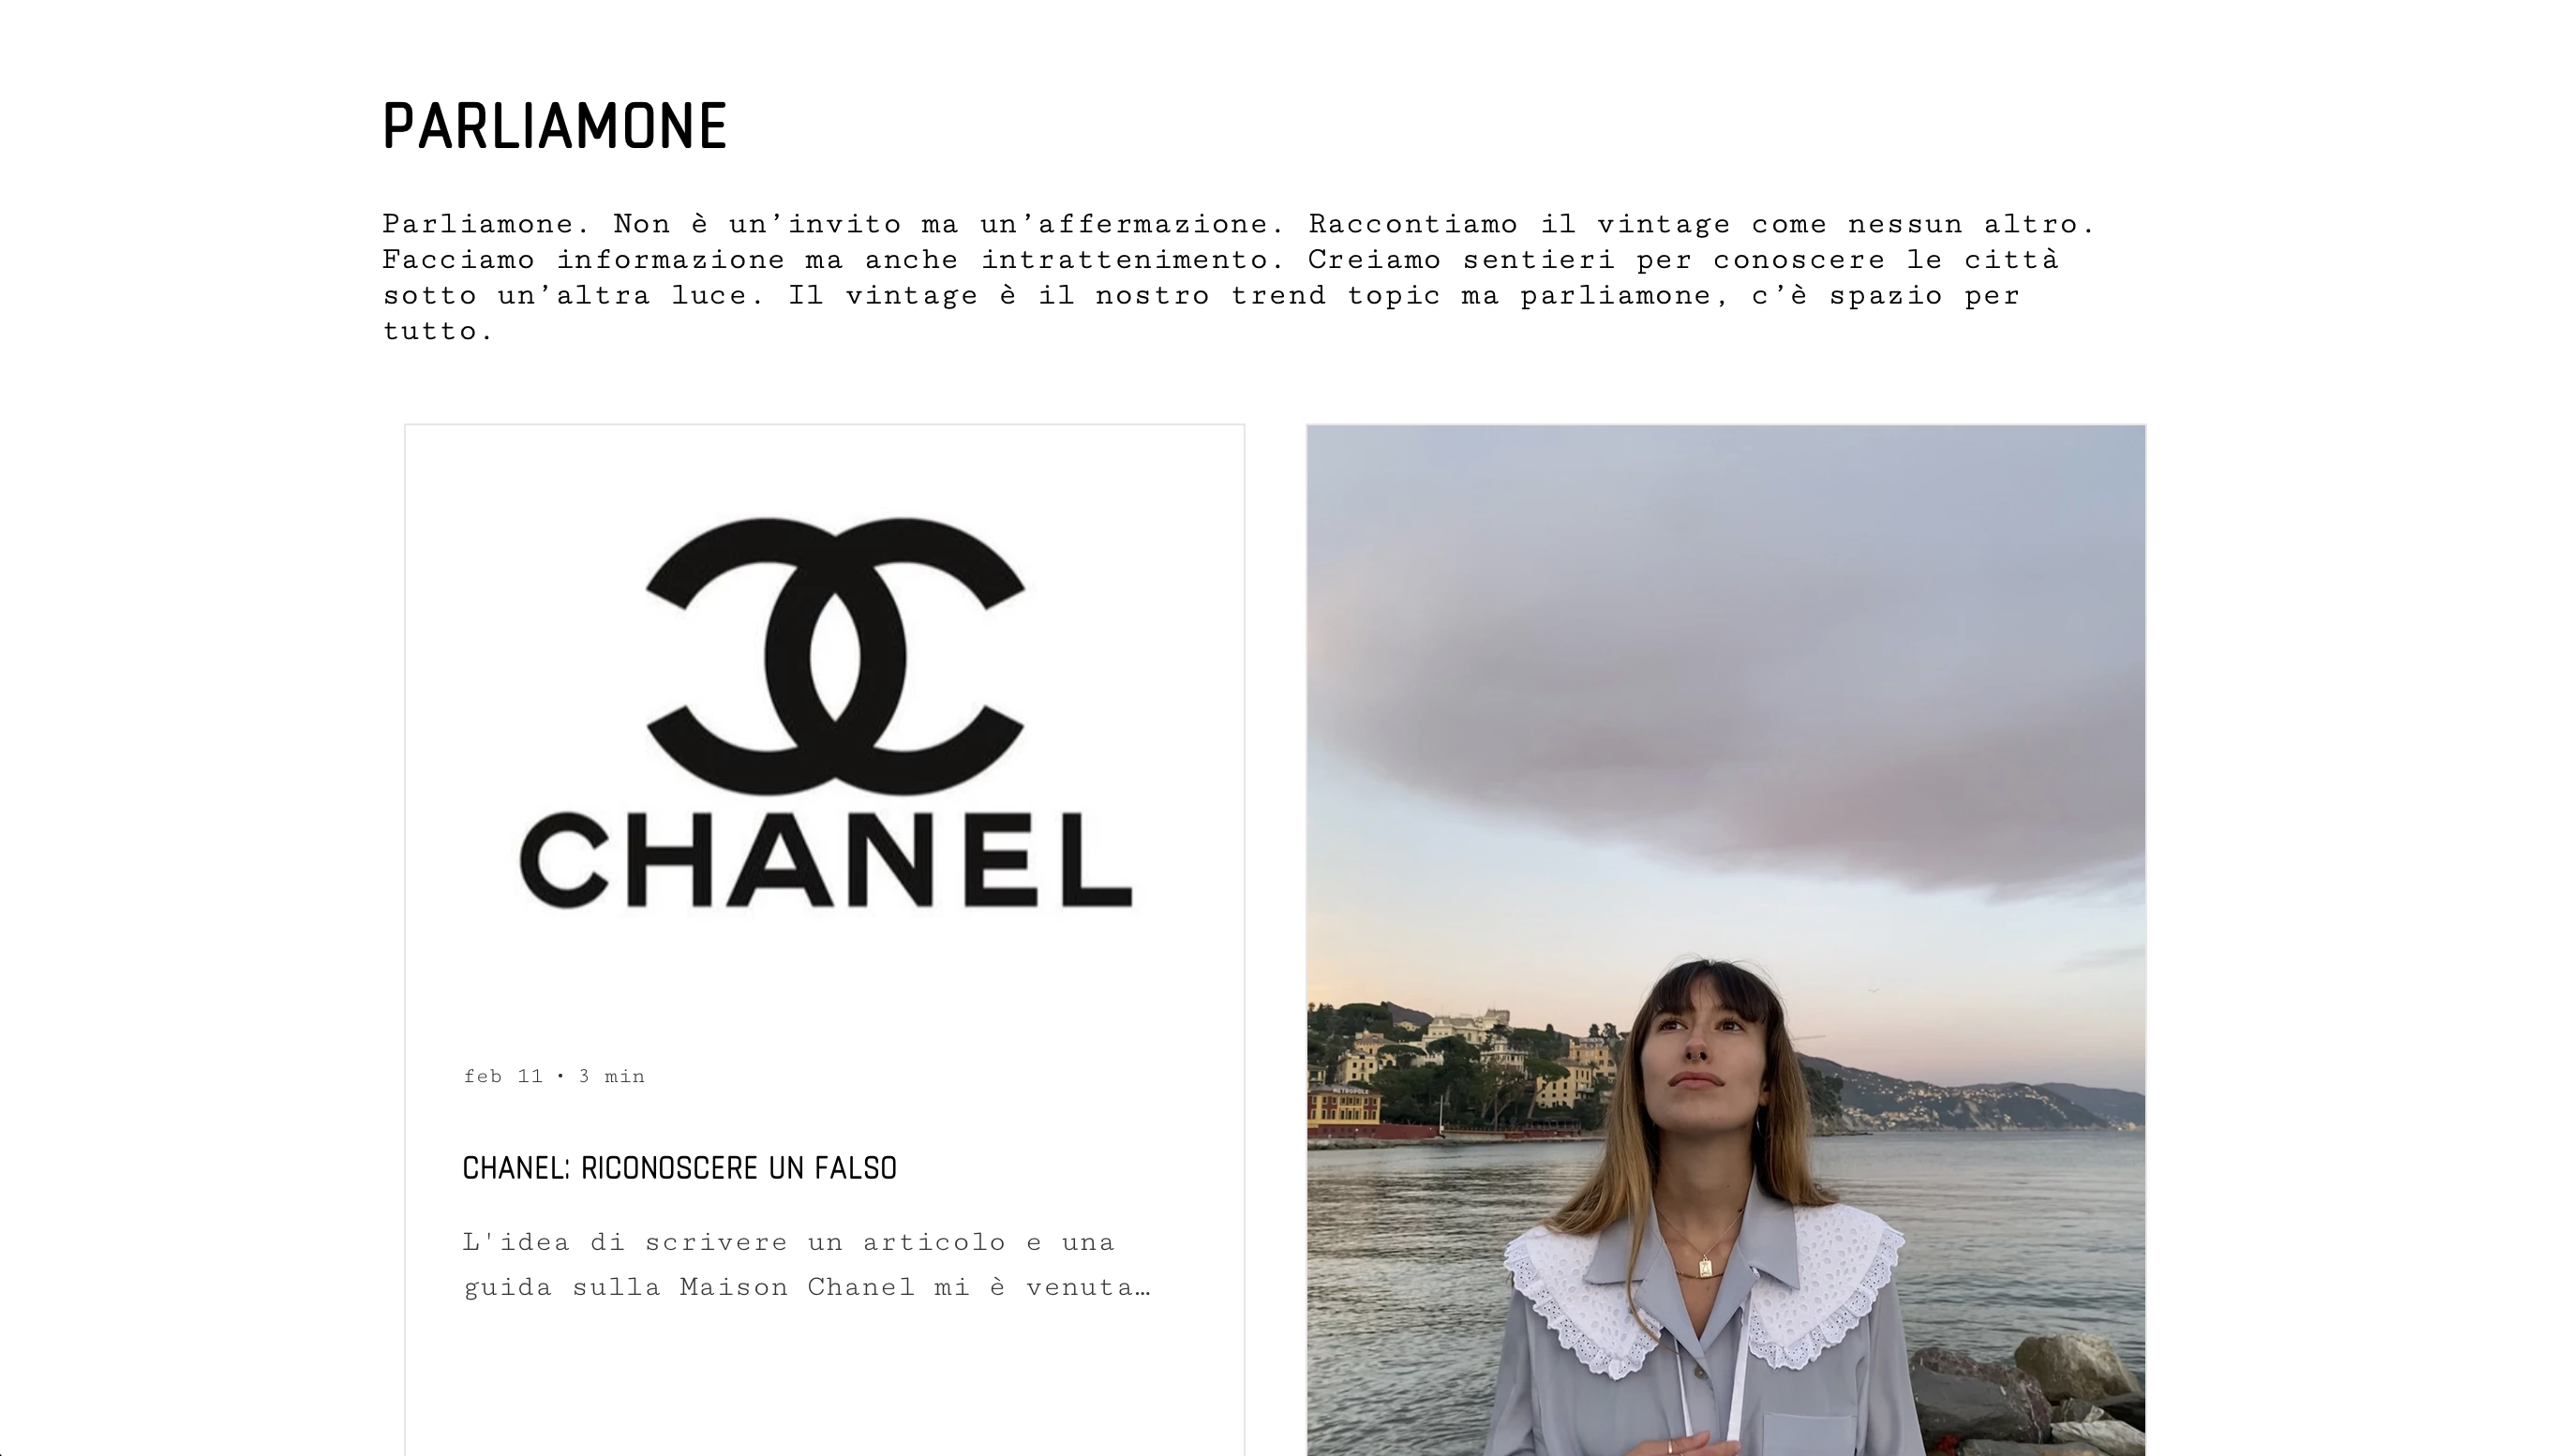 PARLIAMONE
Parliamone. Non è un’invito ma un’affermazione. Raccontiamo il vintage come nessun altro.
Facciamo informazione ma anche intrattenimento. Creiamo sentieri per conoscere le città
sotto un’altra luce. Il vintage è il nostro trend topic ma parliamone, c’è spazio per
tutto.
CHANEL
feb 11 • 3 min
CHANEL: RICONOSCERE UN FALSO
L'idea di scrivere un articolo e una
guida sulla Maison Chanel mi è venuta…
METROPOLE